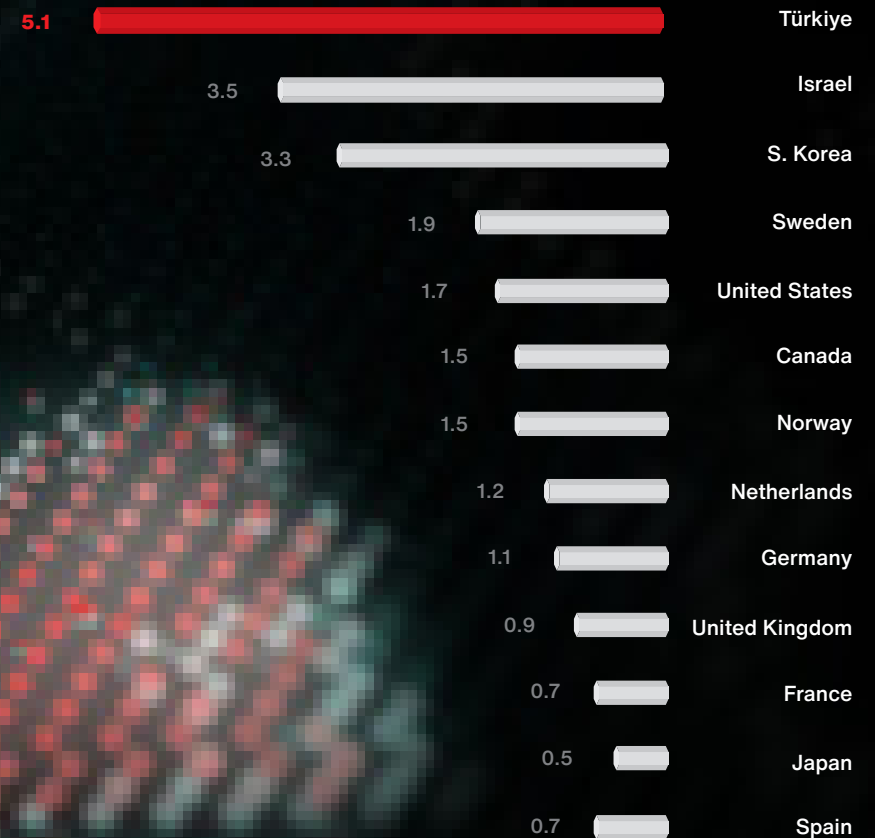 5.1 Türkiye
3.5 Israel
3.3 S. Korea
1.9 Sweden
1.7 United States
1.5 Canada
1.5 Norway
1.2 Netherlands
1.1 Germany
0.9 United Kingdom
0.7 France
0.5 Japan
0.7 Spain